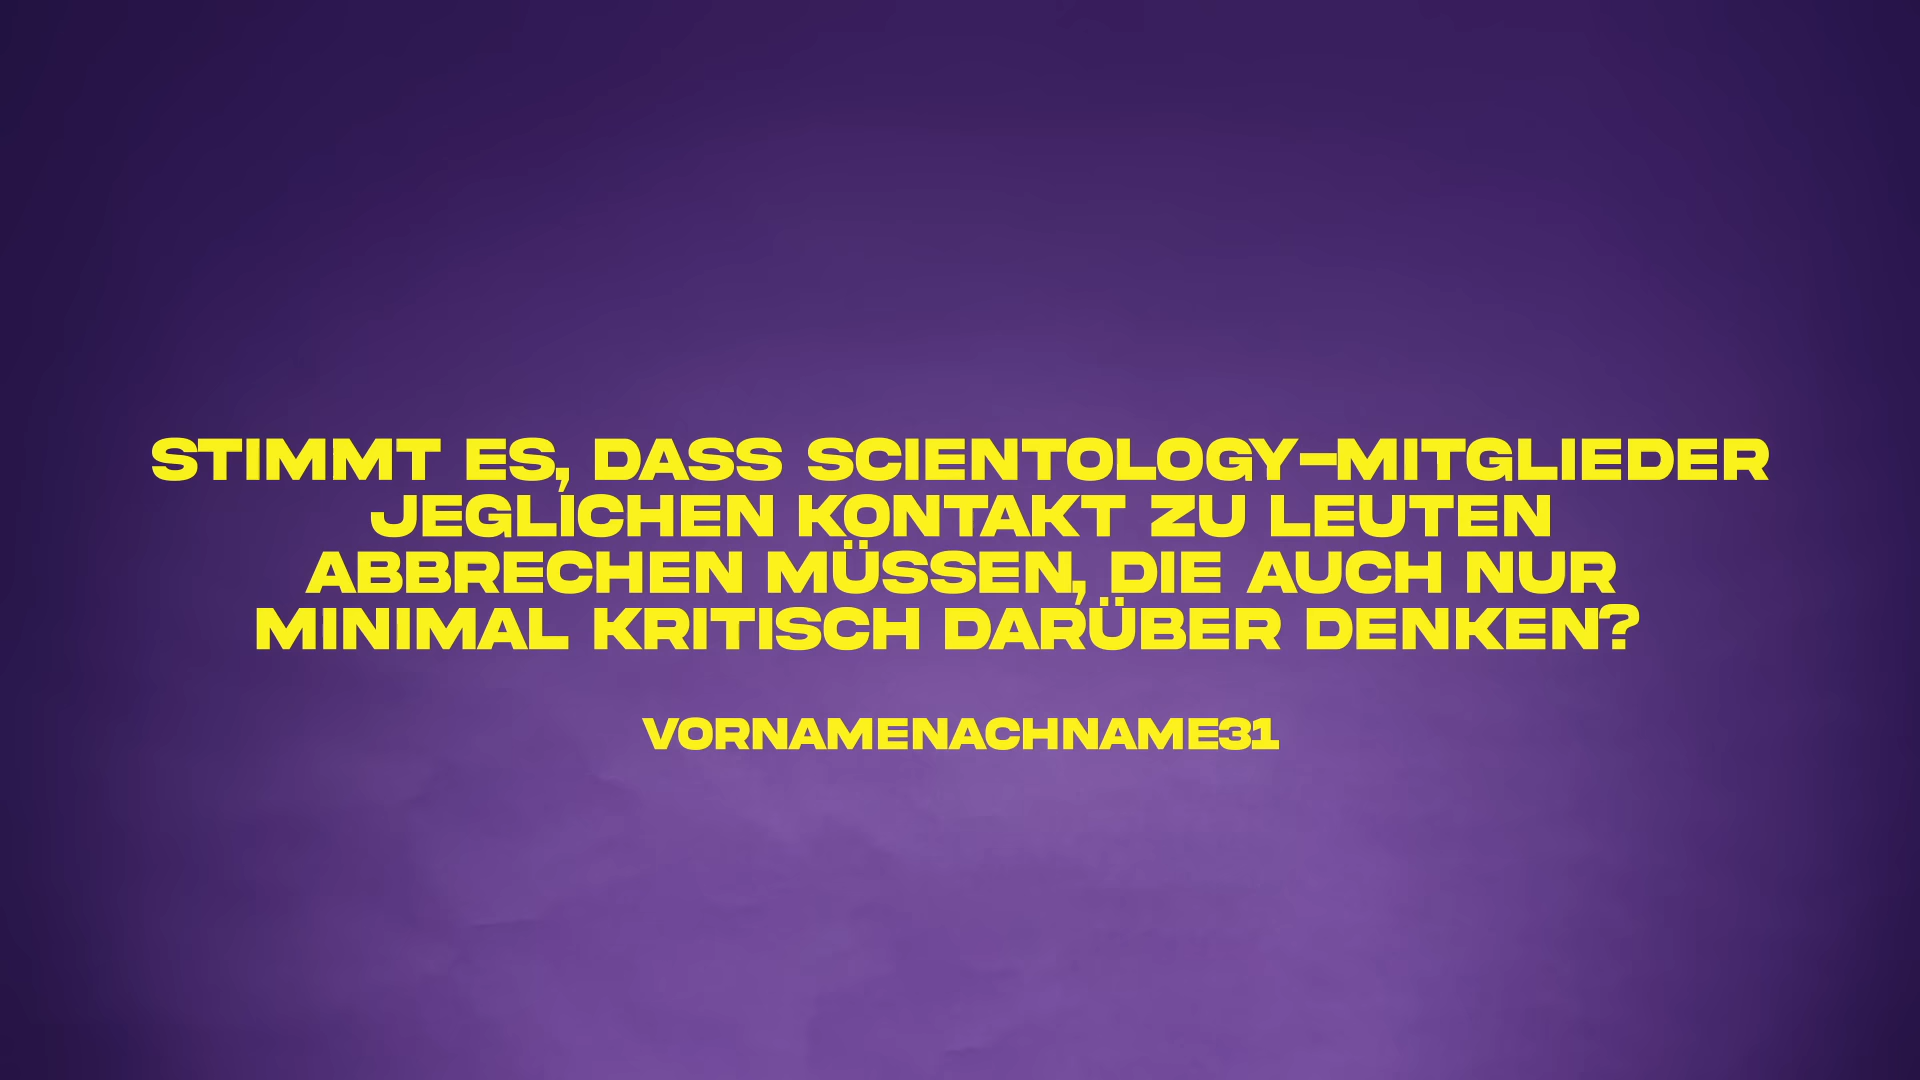 STIMMT ES, DASS SCIENTOLOGY-MITGLIEDER
JEGLICHEN KONTAKT ZU LEUTEN
ABBRECHEN MÜSSEN, DIE AUCH NUR
MINIMAL KRITISCH DARÜBER DENKEN?
VORNAMENACHNAME31